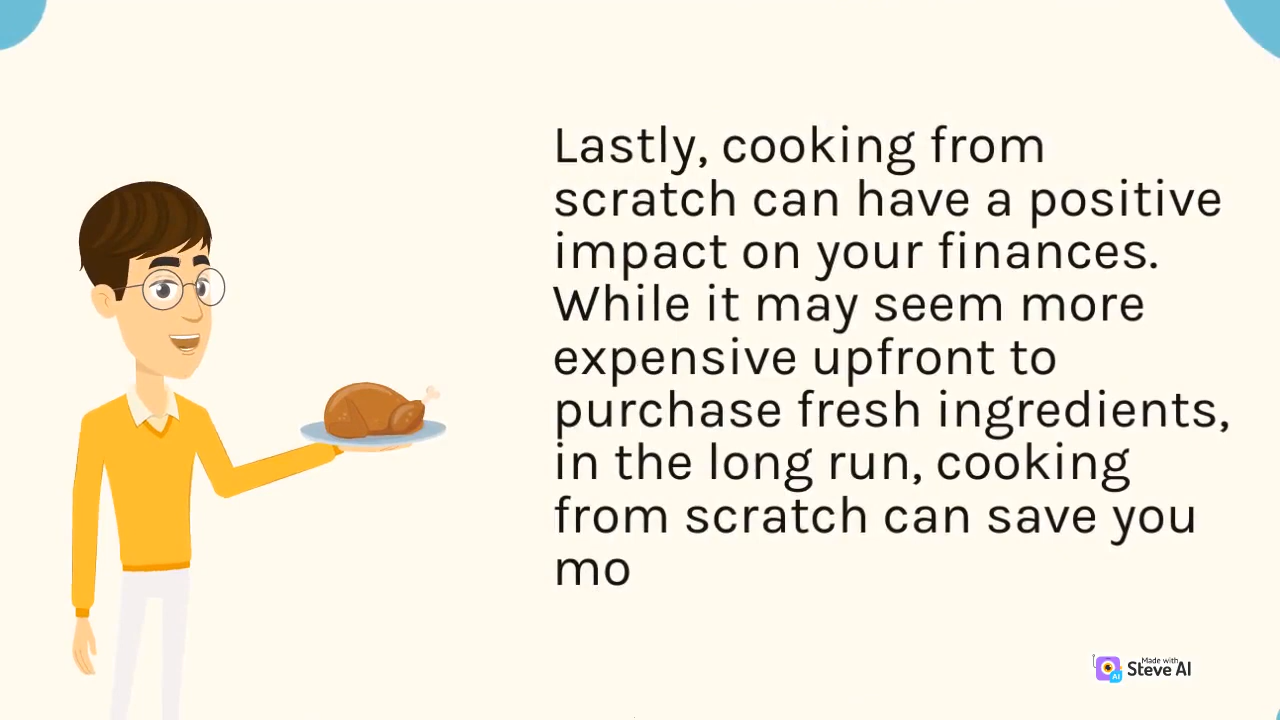 Lastly, cooking from
scratch can have a positive
impact on your finances.
While it may seem more
expensive upfront to
purchase fresh ingredients,
in the long run, cooking
from scratch can save you
mo
Made with
Steve AI
AI